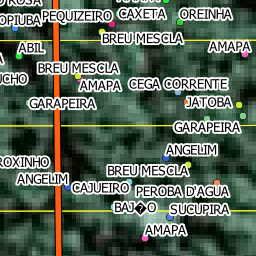 PEQUIZEIRO
CAXETA
OREINHA
OPIUBA
BREU MESCLA
ABIL
AMAPA
BREU MESCLA
UCHO
AMAPA
CEGA CORRENTE
GARAPEIRA
JATOBA
GARAPEIRA
ANGELIM
ROXINHO
BREU MESCLA
ANGELIM
CAJUEIRO
PEROBA D'AGUA
BAJ�O
SUCUPIRA
AMAPA